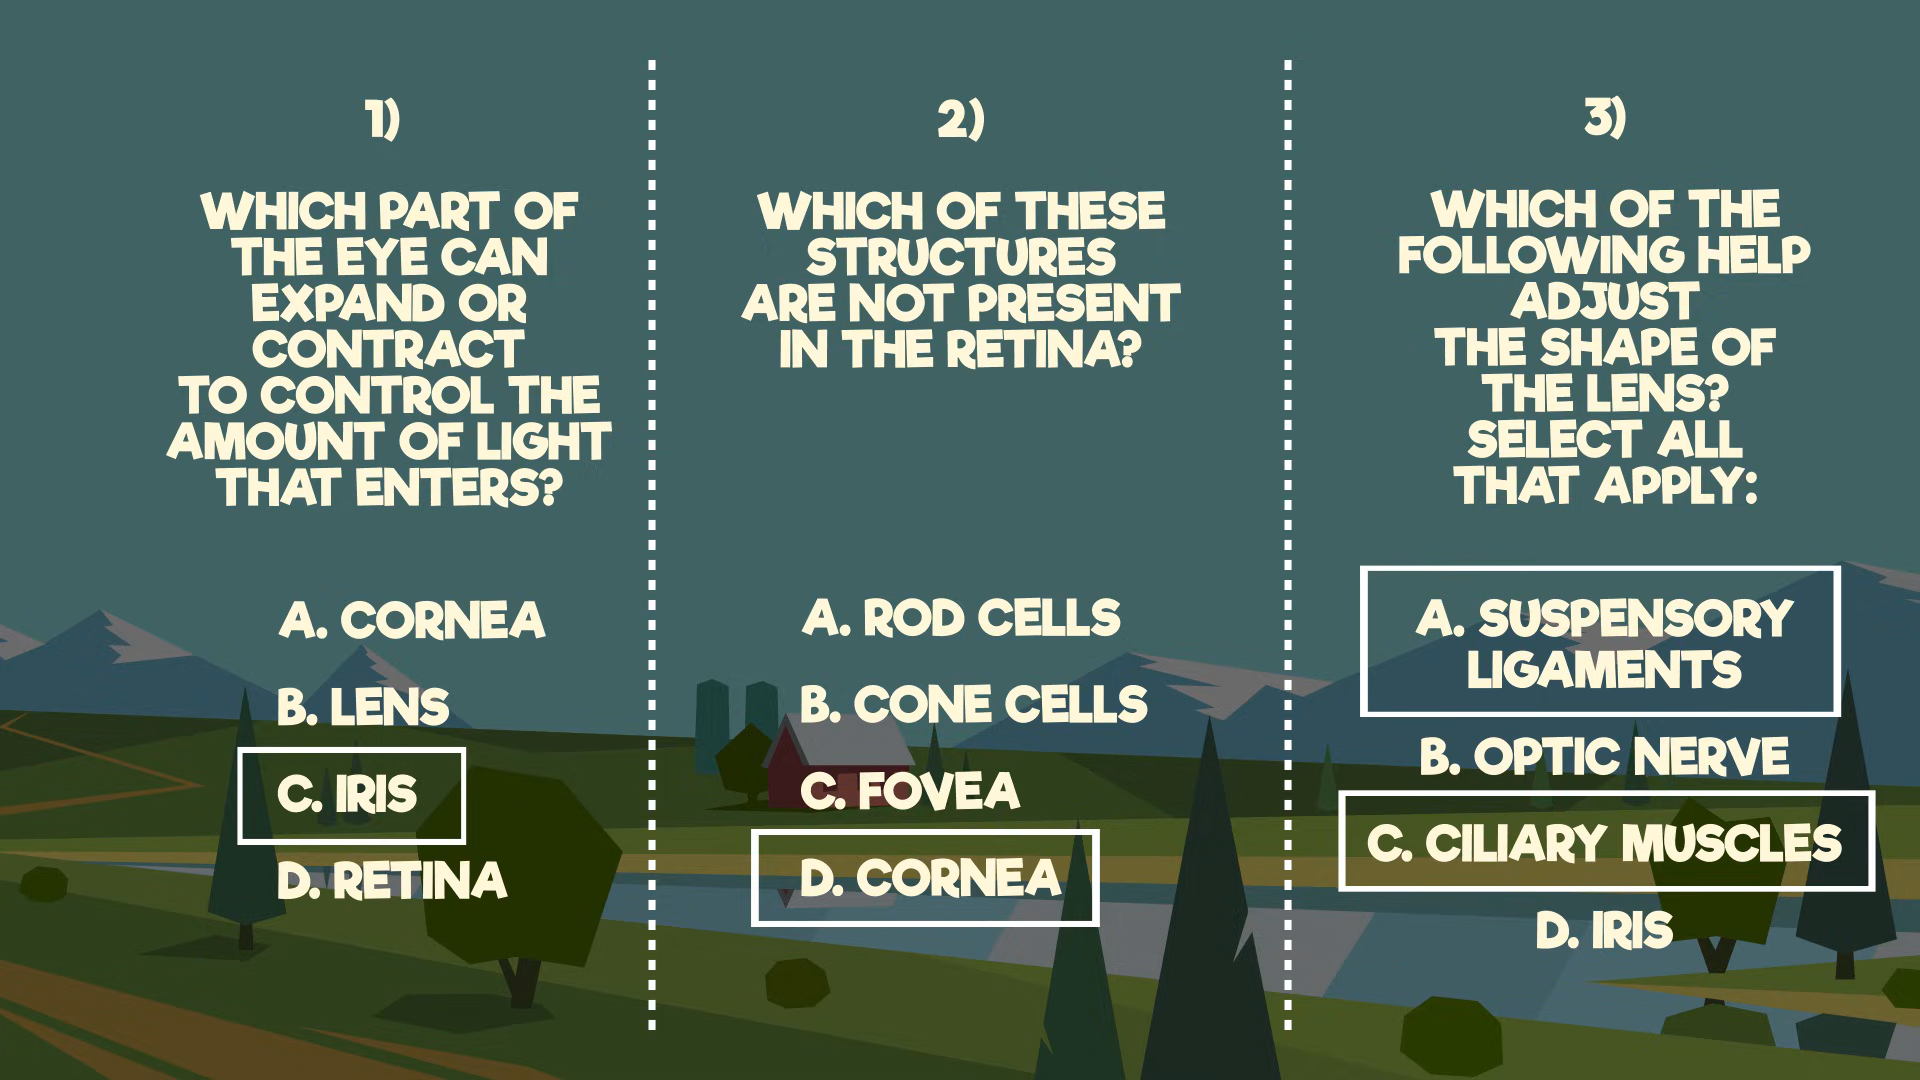 1)
WHICH PART OF
THE EYE CAN
EXPAND OR
CONTRACT
TO CONTROL THE
AMOUNT OF LIGHT
THAT ENTERS?
A. CORNEA
B. LENS
C. IRIS
D. RETINA
2)
WHICH OF THESE
STRUCTURES
ARE NOT PRESENT
IN THE RETINA?
A. ROD CELLS
B. CONE CELLS
C. FOVEA
D. CORNEA
3)
WHICH OF THE
FOLLOWING HELP
ADJUST
THE SHAPE OF
THE LENS?
SELECT ALL
THAT APPLY:
A. SUSPENSORY
LIGAMENTS
B. OPTIC NERVE
C. CILIARY MUSCLES
D. IRIS